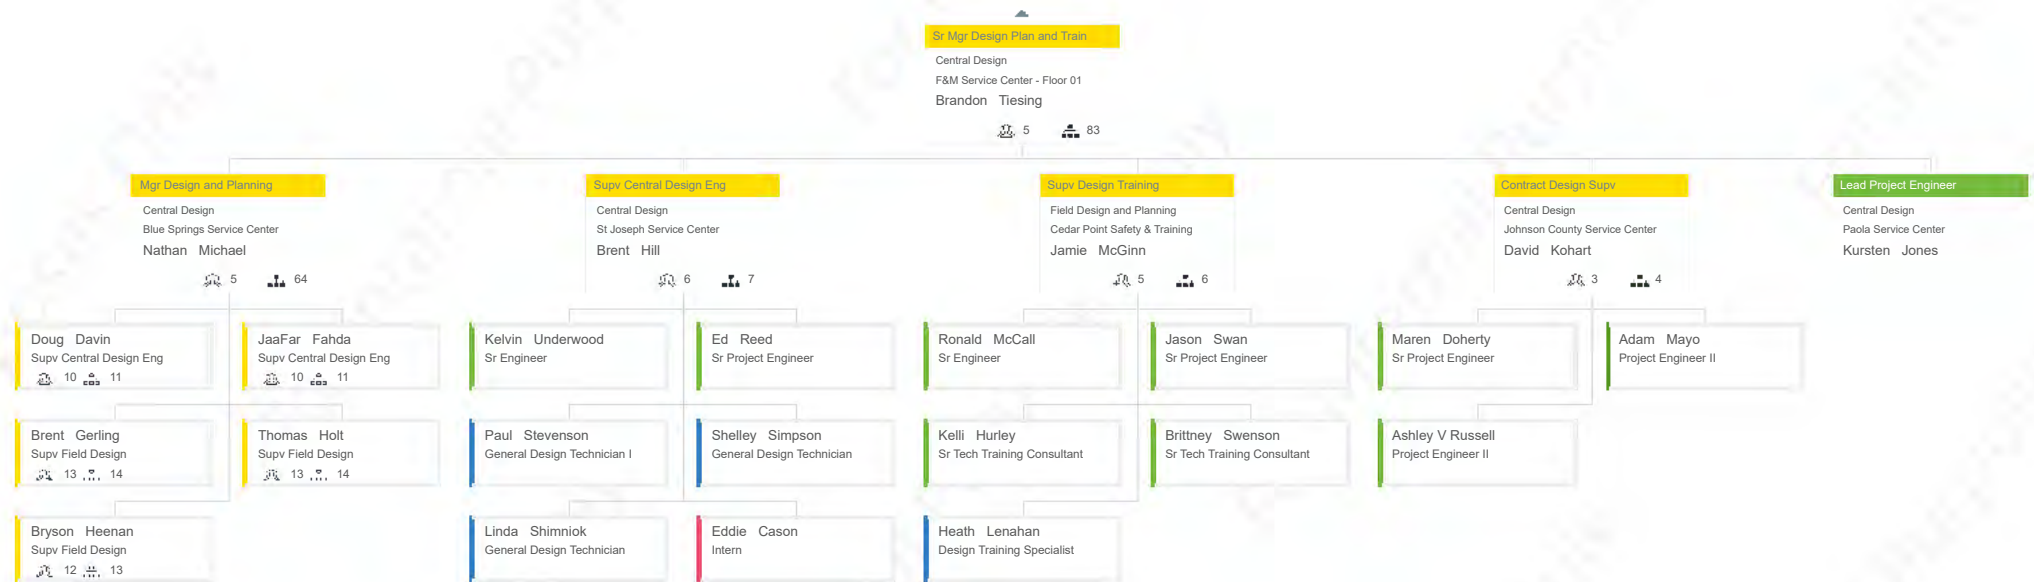 Sr Mgr Design Plan and Train
Central Design
F&M Service Center - Floor 01
Brandon Tiesing
5 83
Mgr Design and Planning
Central Design
Blue Springs Service Center
Nathan Michael
5 64
Supv Central Design Eng
Central Design
St Joseph Service Center
Brent Hill
6 7
Supv Design Training
Field Design and Planning
Cedar Point Safety & Training
Jamie McGinn
5 6
Contract Design Supv
Central Design
Johnson County Service Center
David Kohart
3 4
Lead Project Engineer
Central Design
Paola Service Center
Kursten Jones
Doug Davin
Supv Central Design Eng
10 11
JaaFar Fahda
Supv Central Design Eng
10 11
Kelvin Underwood
Sr Engineer
Ed Reed
Sr Project Engineer
Ronald McCall
Sr Engineer
Jason Swan
Sr Project Engineer
Maren Doherty
Sr Project Engineer
Adam Mayo
Project Engineer II
Brent Gerling
Supv Field Design
13 14
Thomas Holt
Supv Field Design
13 14
Paul Stevenson
General Design Technician I
Shelley Simpson
General Design Technician
Kelli Hurley
Sr Tech Training Consultant
Brittney Swenson
Sr Tech Training Consultant
Ashley V Russell
Project Engineer II
Bryson Heenan
Supv Field Design
12 13
Linda Shimniok
General Design Technician
Eddie Cason
Intern
Heath Lenahan
Design Training Specialist